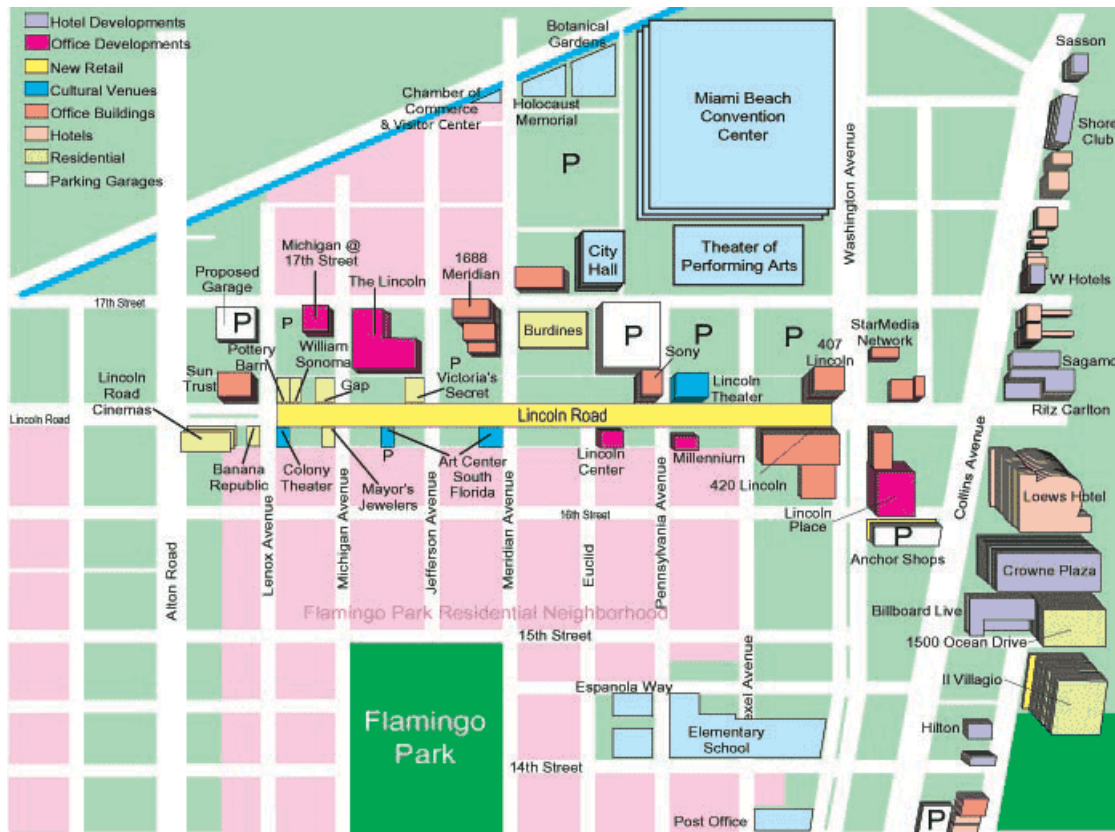 Hotel Developments
Office Developments
New Retail
Cultural Venues
Office Buildings
Hotels
Residential
Parking Garages
Botanical
Gardens
Chamber of
Commerce
& Visitor Center
Holocaust
Memorial
Miami Beach
Convention
Center
Sasson
Shore
Club
P
Washington Avenue
City
Hall
Theater of
Performing Arts
Michigan @
17th Street
1688
Meridian
Proposed
Garage
The Lincoln
W Hotels
17th Street
P
P
William
Sonoma
Pottery
Barn
Burdines
P
P
P
StarMedia
Network
407
Lincoln
Sony
Sagamo
P
Victoria's
Secret
Gap
Sun
Trust
Lincoln
Theater
Ritz Carlton
Lincoln
Road
Cinemas
Lincoln Road
Lincoln Road
Banana
Republic
Colony
Theater
P
Mayor's
Jewelers
Art Center
South
Florida
Lincoln
Center
Millennium
420 Lincoln
Lincoln
Place
Collins Avenue
Loews Hotel
16th Street
P
Anchor Shops
Alton Road
Lenox Avenue
Michigan Avenue
Jefferson Avenue
Meridian Avenue
Euclid
Pennsylvania Avenue
Crowne Plaza
Billboard Live
1500 Ocean Drive
Flamingo Park Residential Neighborhood
15th Street
Il Villagio
Espanola Way
exel Avenue
Flamingo
Park
Elementary
School
Hilton
14th Street
Post Office
P